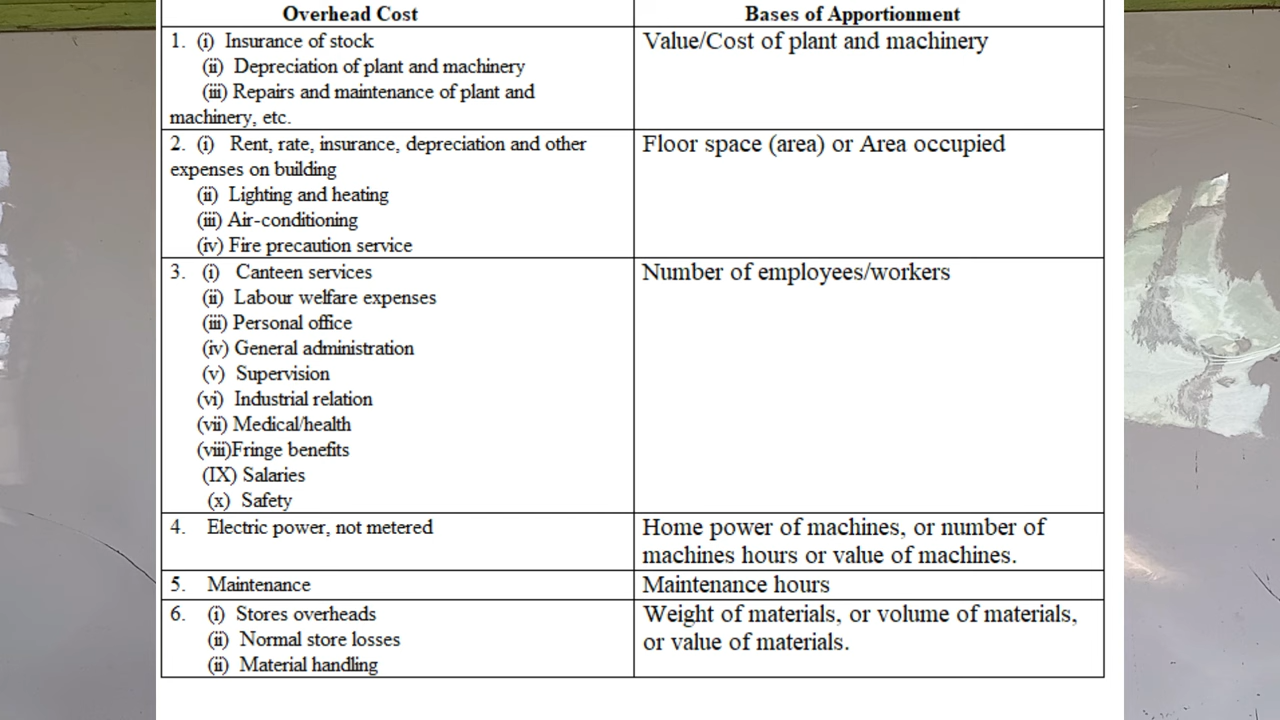 Overhead Cost Bases of Apportionment
1. (i) Insurance of stock Value/Cost of plant and machinery
(ii) Depreciation of plant and machinery
(iii) Repairs and maintenance of plant and
machinery, etc.
2. (i) Rent, rate, insurance, depreciation and other Floor space (area) or Area occupied
expenses on building
(ii) Lighting and heating
(iii) Air-conditioning
(iv) Fire precaution service
3. (i) Canteen services Number of employees/workers
(ii) Labour welfare expenses
(iii) Personal office
(iv) General administration
(v) Supervision
(vi) Industrial relation
(vii) Medical/health
(viii)Fringe benefits
(IX) Salaries
(x) Safety
4. Electric power, not metered Home power of machines, or number of
machines hours or value of machines.
5. Maintenance Maintenance hours
6. (i) Stores overheads Weight of materials, or volume of materials,
(ii) Normal store losses or value of materials.
(ii) Material handling